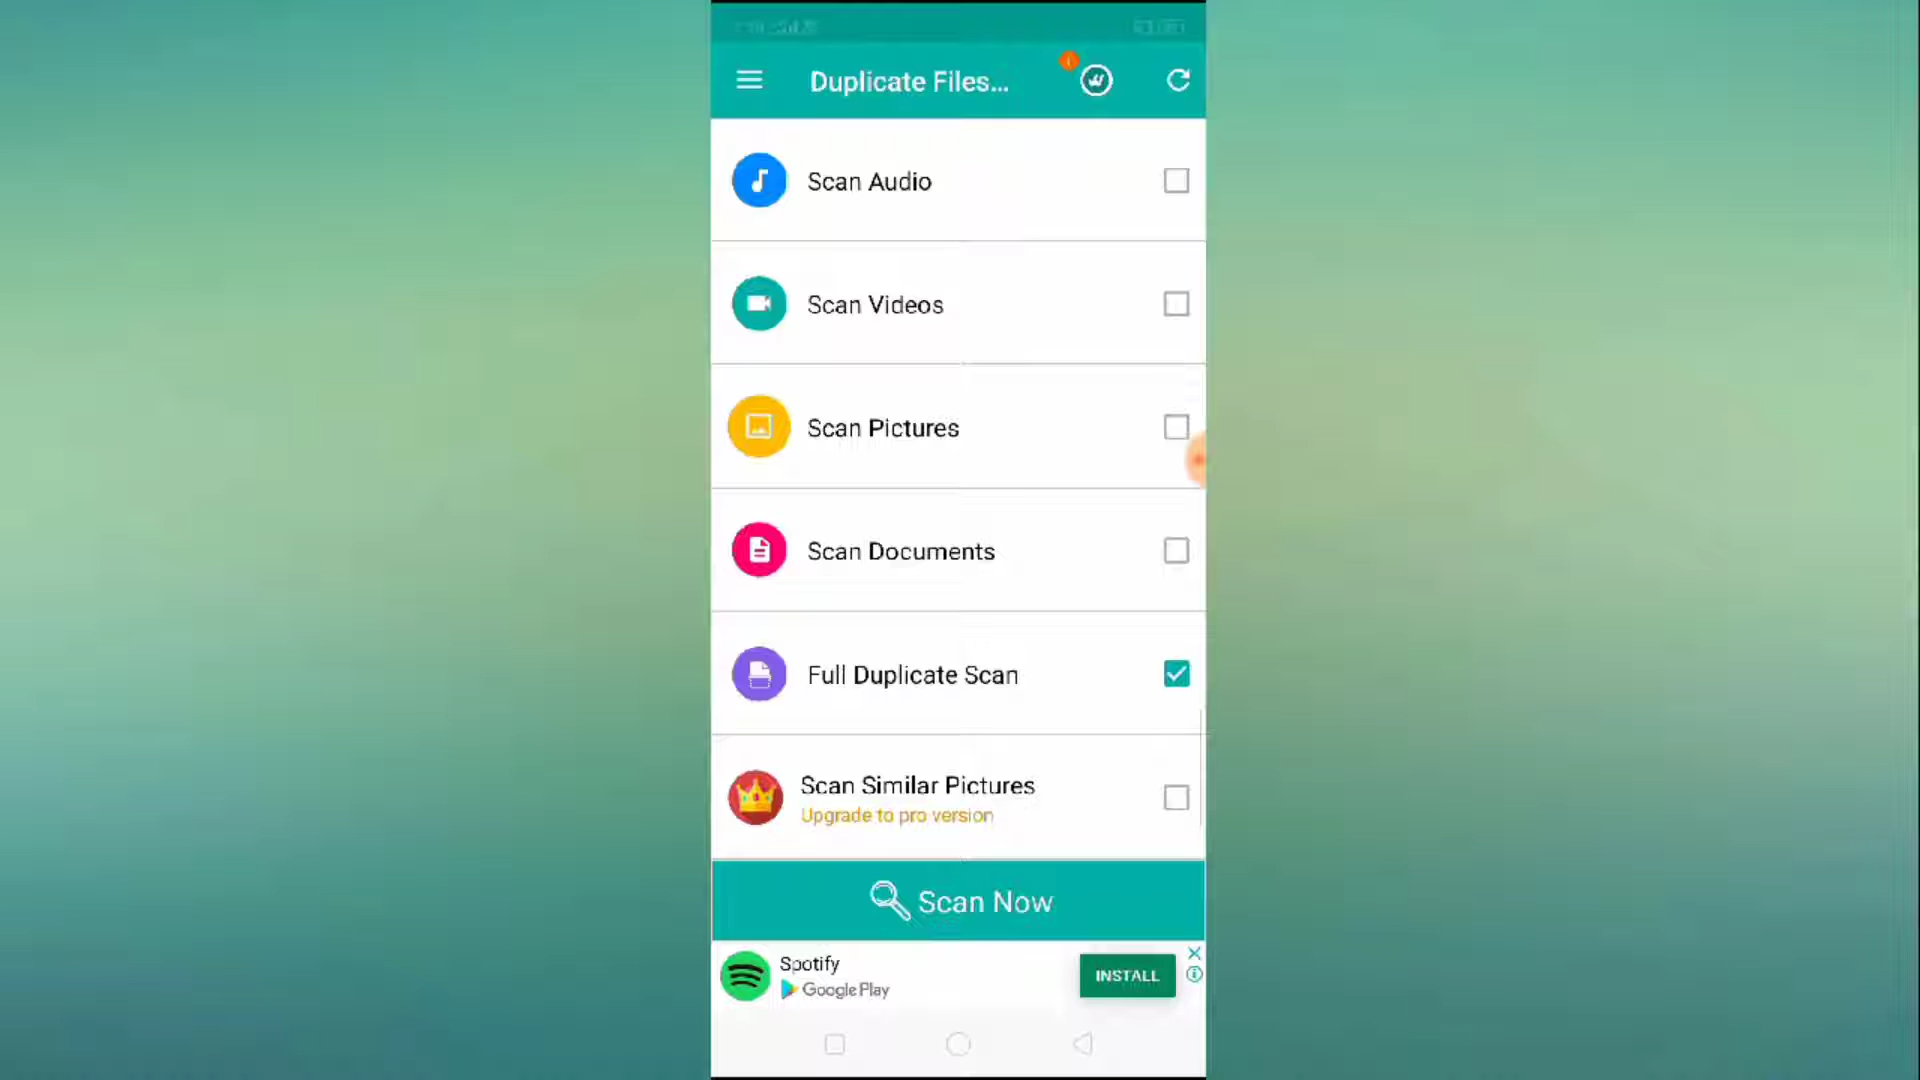 Duplicate Files...
Scan Audio
Scan Videos
Scan Pictures
Scan Documents
Full Duplicate Scan
Scan Similar Pictures
Upgrade to pro version
Scan Now
Spotify
Google Play
INSTALL